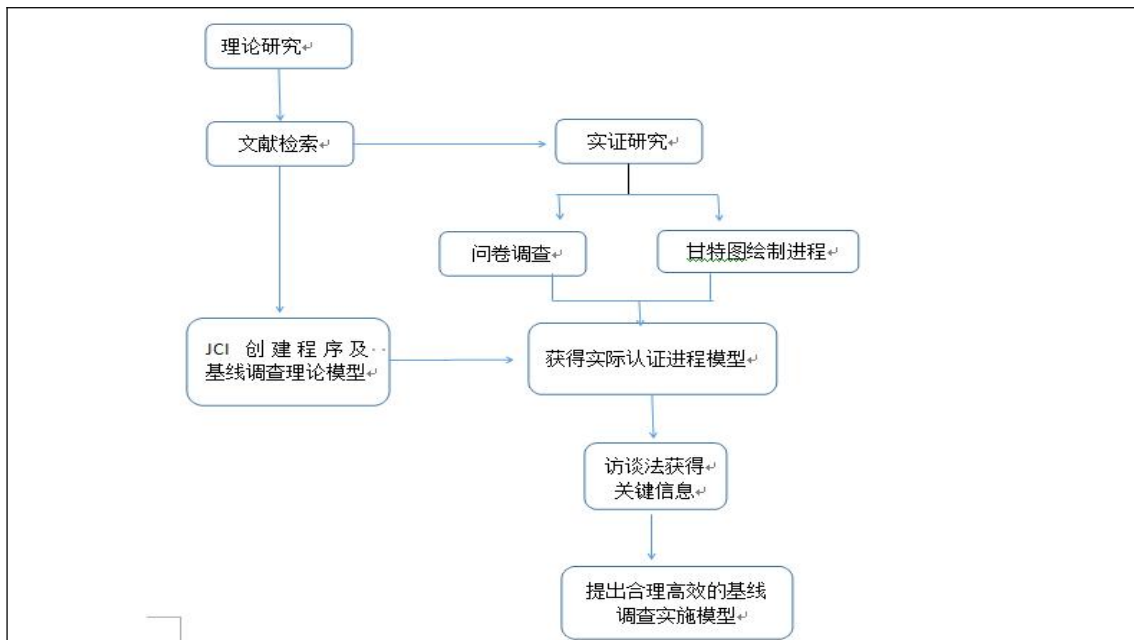 理论研究
文献检索
实证研究
问卷调查
甘特图绘制进程
JCI 创建程序及
基线调查理论模型
获得实际认证进程模型
访谈法获得
关键信息
提出合理高效的基线
调查实施模型